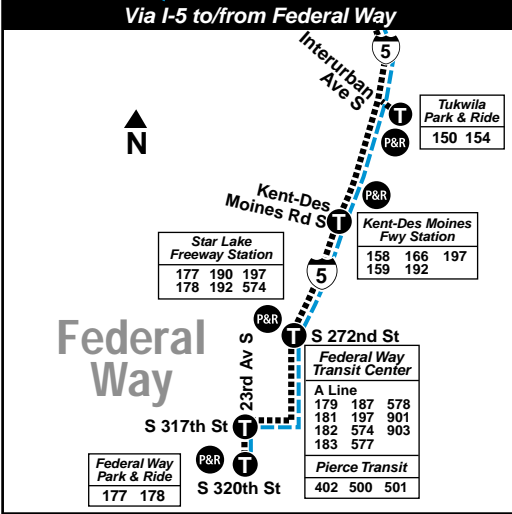 Via I-5 to/from Federal Way
5
Interurban
Ave S
T
P&R
Tukwila
Park & Ride
150 154
N
P&R
Kent-Des
Moines Rd S
T
Kent-Des Moines
Fwy Station
158 166 197
159 192
Star Lake
Freeway Station
177 190 197
178 192 574
5
P&R
T
S 272nd St
Federal
Way
23rd Av S
Federal Way
Transit Center
A Line
179 187 578
181 197 901
182 574 903
183 577
Pierce Transit
402 500 501
S 317th St
T
P&R
T
S 320th St
Federal Way
Park & Ride
177 178